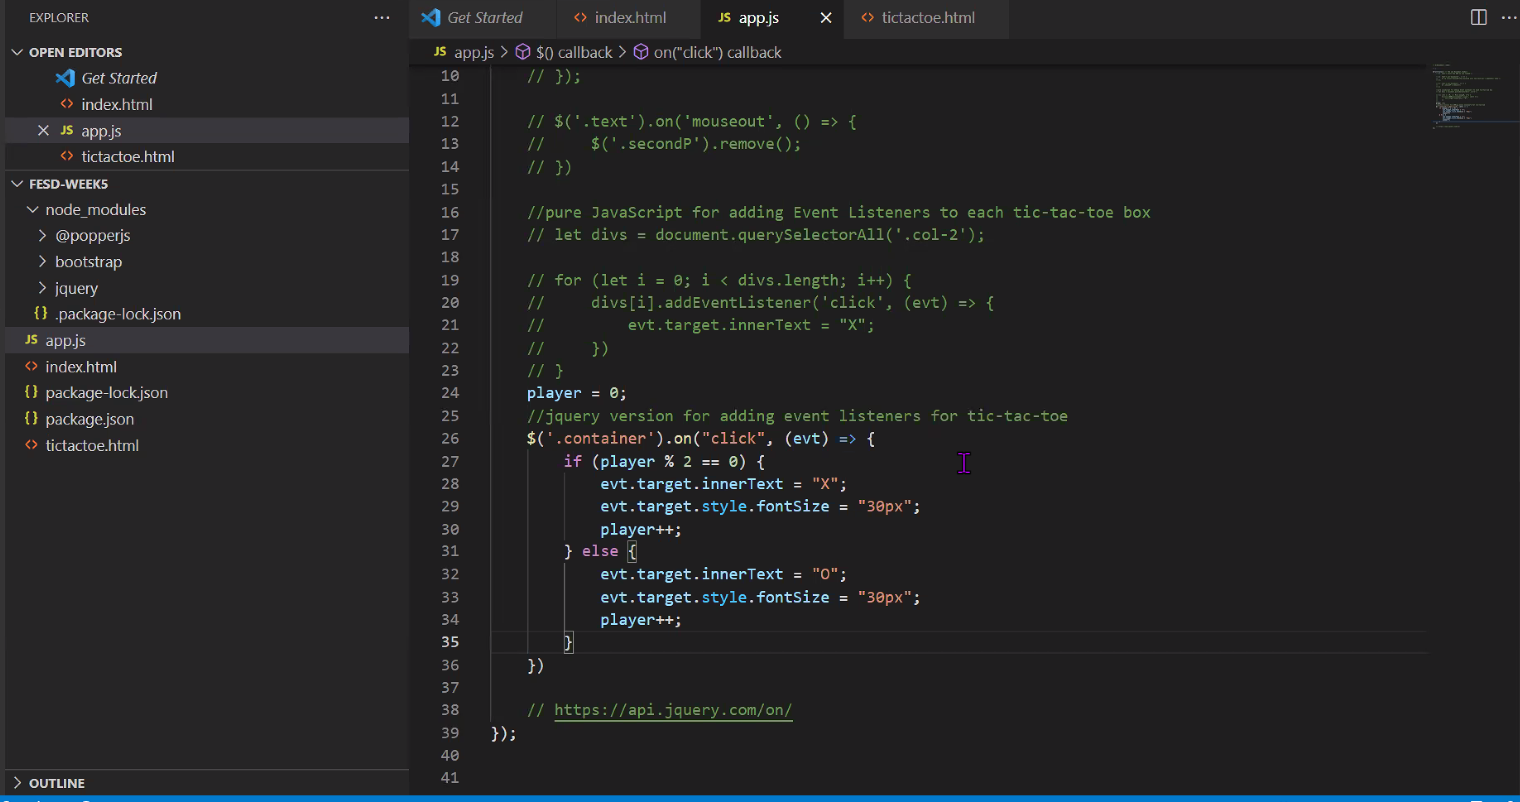 EXPLORER
OPEN EDITORS
Get Started
index.html
JS app.js
tictactoe.html
FESD-WEEK5
node_modules
@popperjs
bootstrap
jquery
{} .package-lock.json
JS app.js
index.html
{} package-lock.json
{} package.json
tictactoe.html
OUTLINE
Get Started index.html JS app.js tictactoe.html
JS app.js > $() callback > on("click") callback
10 // });
11
12 // $('.text').on('mouseout', () => {
13 // $('.secondP').remove();
14 // })
15
16 //pure JavaScript for adding Event Listeners to each tic-tac-toe box
17 // let divs = document.querySelectorAll('.col-2');
18
19 // for (let i = 0; i < divs.length; i++) {
20 // divs[i].addEventListener('click', (evt) => {
21 // evt.target.innerText = "X";
22 // })
23 // }
24 player = 0;
25 //jquery version for adding event listeners for tic-tac-toe
26 $('.container').on("click", (evt) => {
27 if (player % 2 == 0) {
28 evt.target.innerText = "X";
29 evt.target.style.fontSize = "30px";
30 player++;
31 } else {
32 evt.target.innerText = "O";
33 evt.target.style.fontSize = "30px";
34 player++;
35 }
36 })
37
38 // https://api.jquery.com/on/
39 });
40
41